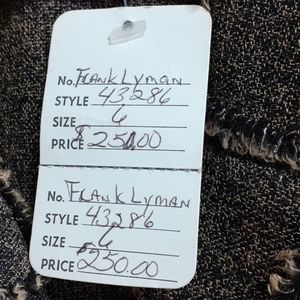 No. FRANK LYMAN
STYLE 43286
SIZE 6
PRICE $250.00
No. FRANK LYMAN
STYLE 43286
SIZE 6
PRICE $250.00